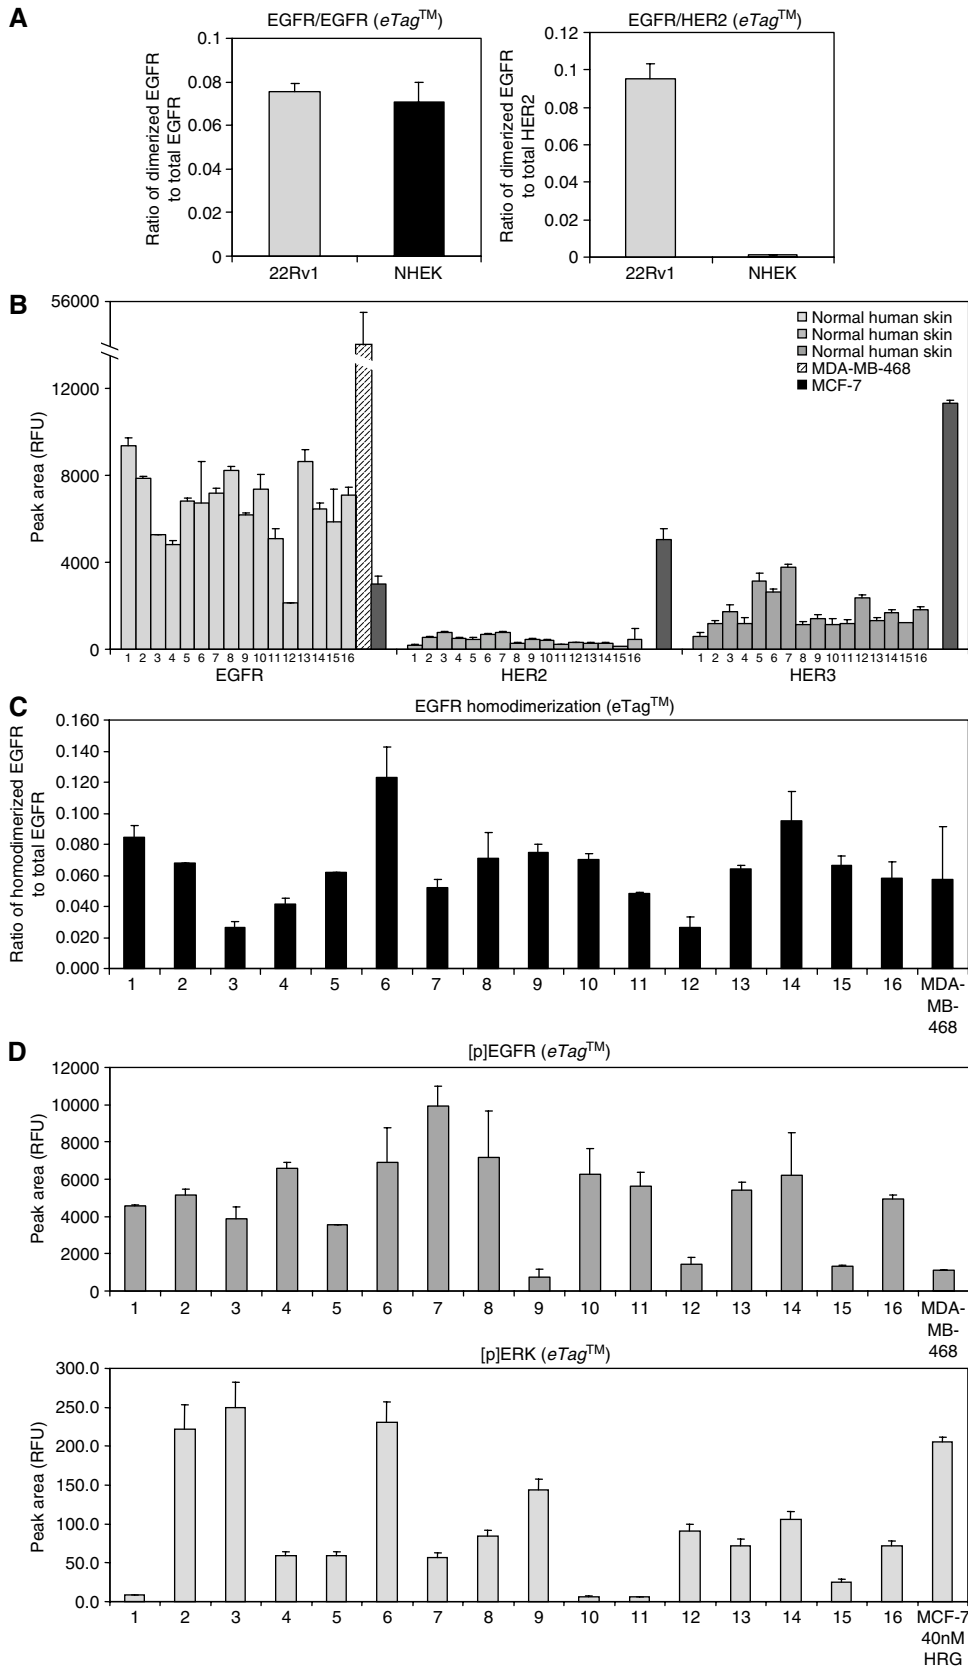 A
EGFR/EGFR (eTag™)
Ratio of dimerized EGFR
to total EGFR
0.1
0.08
0.06
0.04
0.02
0
22Rv1 NHEK
EGFR/HER2 (eTag™)
Ratio of dimerized EGFR
to total HER2
0.12
0.1
0.08
0.06
0.04
0.02
0
22Rv1 NHEK
B
Peak area (RFU)
56000
12000
8000
4000
0
Normal human skin
Normal human skin
Normal human skin
MDA-MB-468
MCF-7
1 2 3 4 5 6 7 8 9 10 11 12 13 14 15 16
EGFR
1 2 3 4 5 6 7 8 9 10 11 12 13 14 15 16
HER2
1 2 3 4 5 6 7 8 9 10 11 12 13 14 15 16
HER3
C
EGFR homodimerization (eTag™)
Ratio of homodimerized EGFR
to total EGFR
0.160
0.140
0.120
0.100
0.080
0.060
0.040
0.020
0.000
1 2 3 4 5 6 7 8 9 10 11 12 13 14 15 16 MDA-
MB-
468
D
[p]EGFR (eTag™)
Peak area (RFU)
12000
10000
8000
6000
4000
2000
0
1 2 3 4 5 6 7 8 9 10 11 12 13 14 15 16 MDA-
MB-
468
[p]ERK (eTag™)
Peak area (RFU)
300.0
250.0
200.0
150.0
100.0
50.0
0.0
1 2 3 4 5 6 7 8 9 10 11 12 13 14 15 16 MCF-7
40nM
HRG